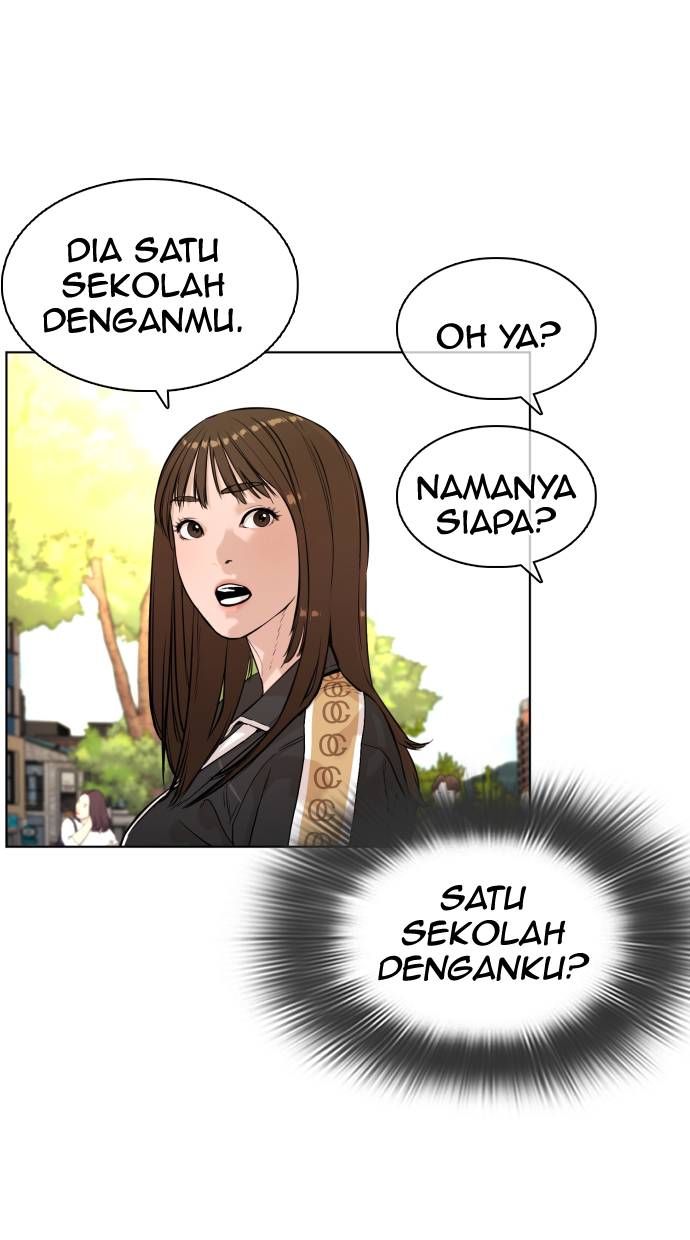 DIA SATU
SEKOLAH
DENGANMU.
OH YA?
NAMANYA
SIAPA?
SATU
SEKOLAH
DENGANKU?